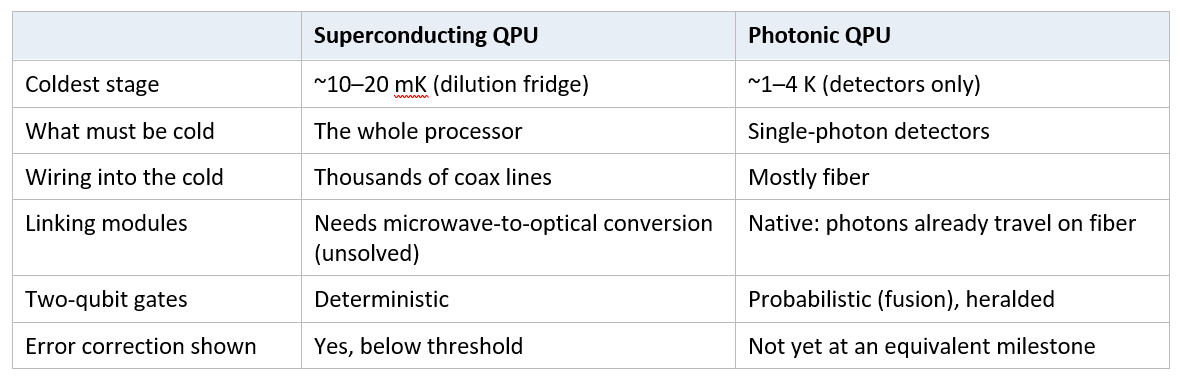 Superconducting QPU Photonic QPU
Coldest stage ~10–20 mK (dilution fridge) ~1–4 K (detectors only)
What must be cold The whole processor Single-photon detectors
Wiring into the cold Thousands of coax lines Mostly fiber
Linking modules Needs microwave-to-optical conversion Native: photons already travel on fiber
(unsolved)
Two-qubit gates Deterministic Probabilistic (fusion), heralded
Error correction shown Yes, below threshold Not yet at an equivalent milestone